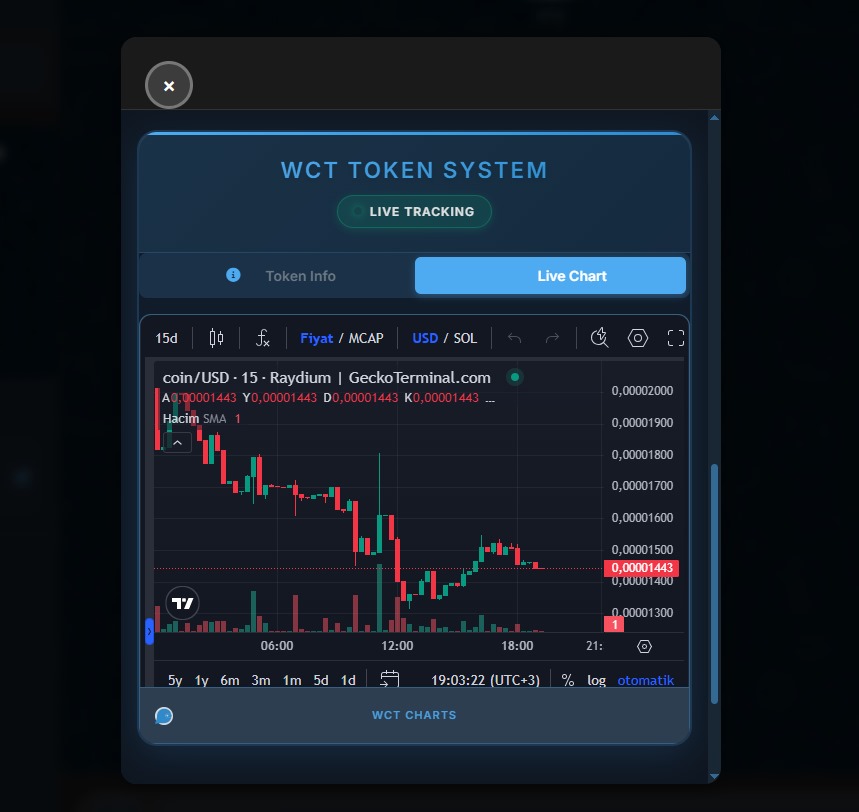 ×
WCT TOKEN SYSTEM
LIVE TRACKING
Token Info
Live Chart
15d Fiyat / MCAP USD / SOL
coin/USD · 15 · Raydium | GeckoTerminal.com
A0,00001443 Y0,00001443 D0,00001443 K0,00001443 ...
Hacim SMA 1
0,00002000
0,00001900
0,00001800
0,00001700
0,00001600
0,00001500
0,00001443
0,00001400
0,00001300
1
06:00 12:00 18:00 21:
5y 1y 6m 3m 1m 5d 1d 19:03:22 (UTC+3) % log otomatik
WCT CHARTS